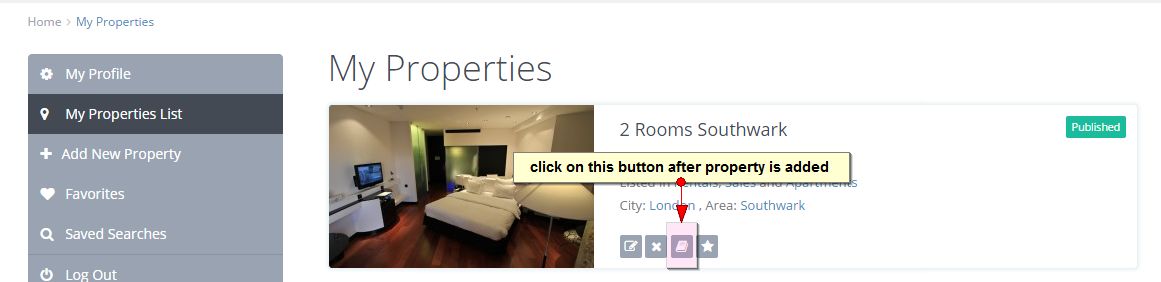 Home > My Properties
My Profile
My Properties List
Add New Property
Favorites
Saved Searches
Log Out
My Properties
2 Rooms Southwark
Published
click on this button after property is added
Listed in Rentals, Sales and Apartments
City: London , Area: Southwark